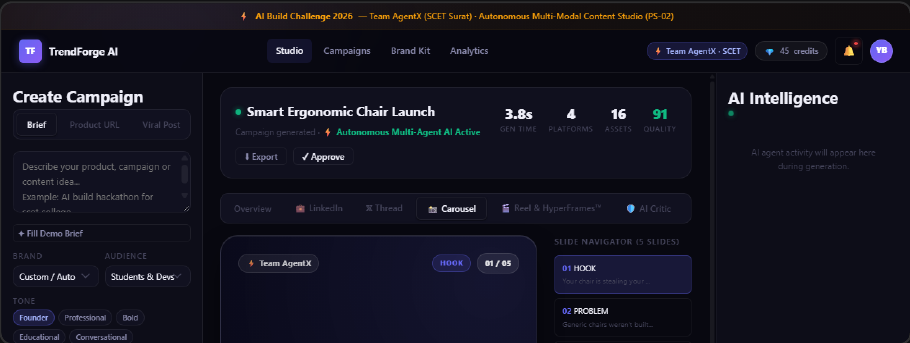 AI Build Challenge 2026 — Team AgentX (SCET Surat) · Autonomous Multi-Modal Content Studio (PS-02)
TF TrendForge AI
Studio Campaigns Brand Kit Analytics
Team AgentX · SCET
45 credits
YB
Create Campaign
Brief Product URL Viral Post
Describe your product, campaign or
content idea...
Example: AI build hackathon for
scet college
+ Fill Demo Brief
BRAND AUDIENCE
Custom / Auto Students & Devs
TONE
Founder Professional Bold
Educational Conversational
Smart Ergonomic Chair Launch
Campaign generated · Autonomous Multi-Agent AI Active
3.8s 4 16 91
GEN TIME PLATFORMS ASSETS QUALITY
⬇ Export ✓ Approve
Overview LinkedIn X Thread Carousel Reel & HyperFrames™ AI Critic
Team AgentX HOOK 01 / 05
SLIDE NAVIGATOR (5 SLIDES)
01 HOOK
Your chair is stealing your...
02 PROBLEM
Generic chairs weren't built...
AI Intelligence
AI agent activity will appear here
during generation.